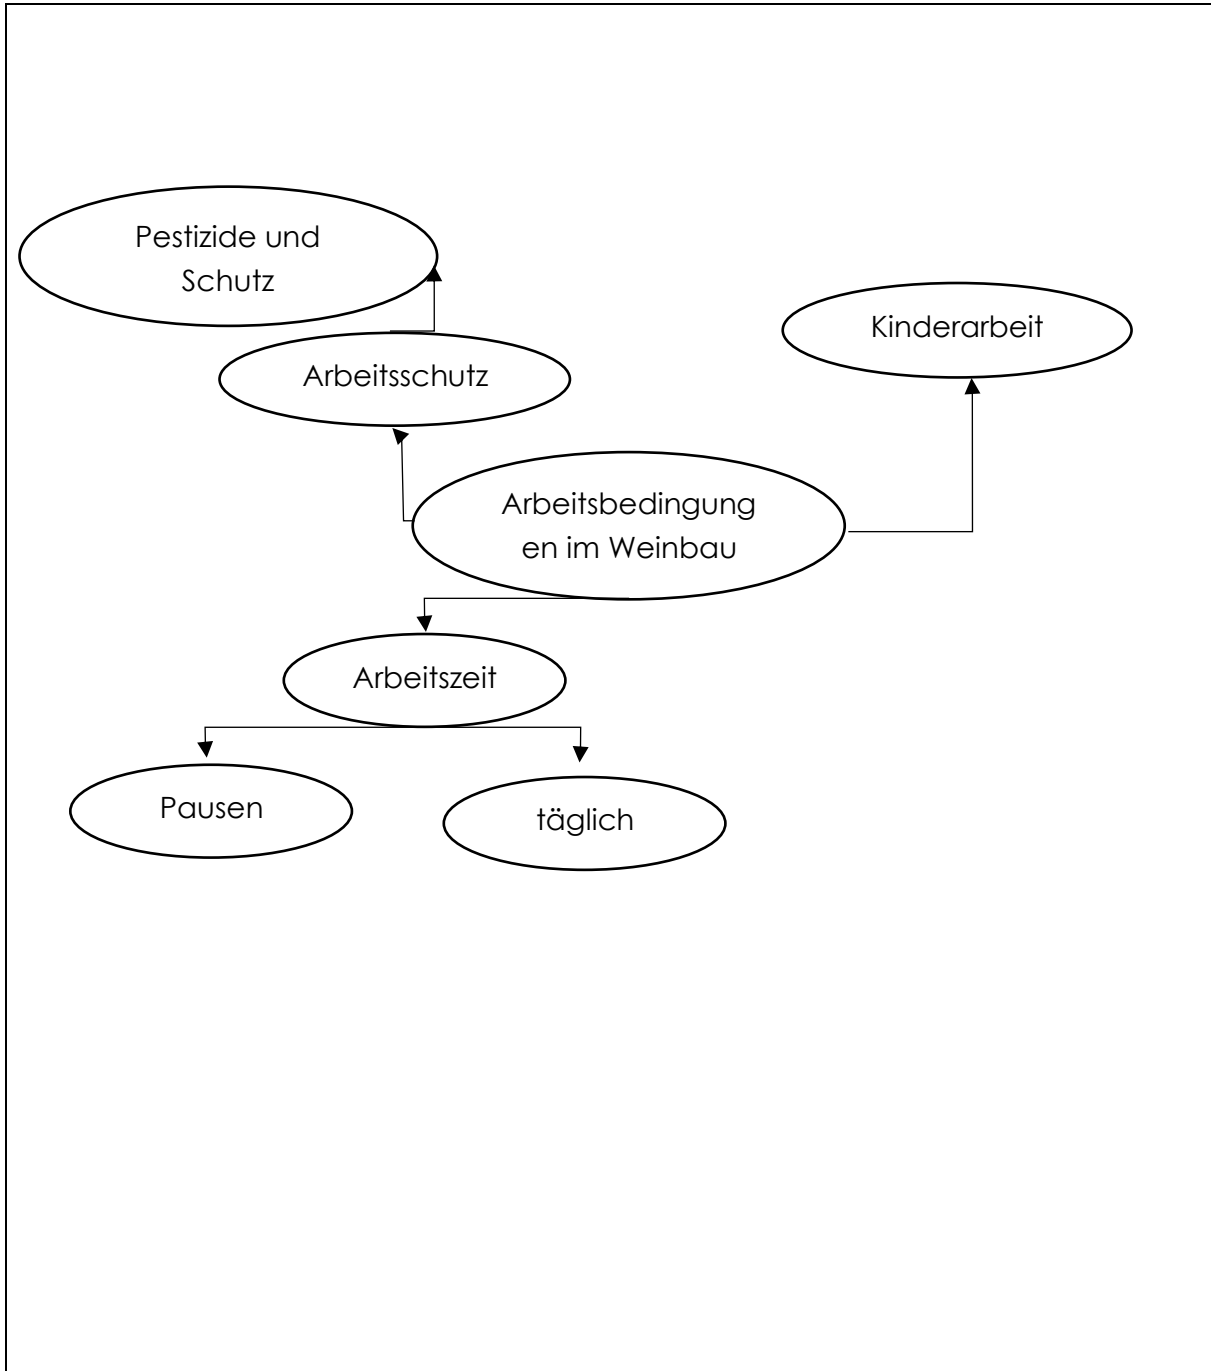 Pestizide und
Schutz
Kinderarbeit
Arbeitsschutz
Arbeitsbedingung
en im Weinbau
Arbeitszeit
Pausen
täglich